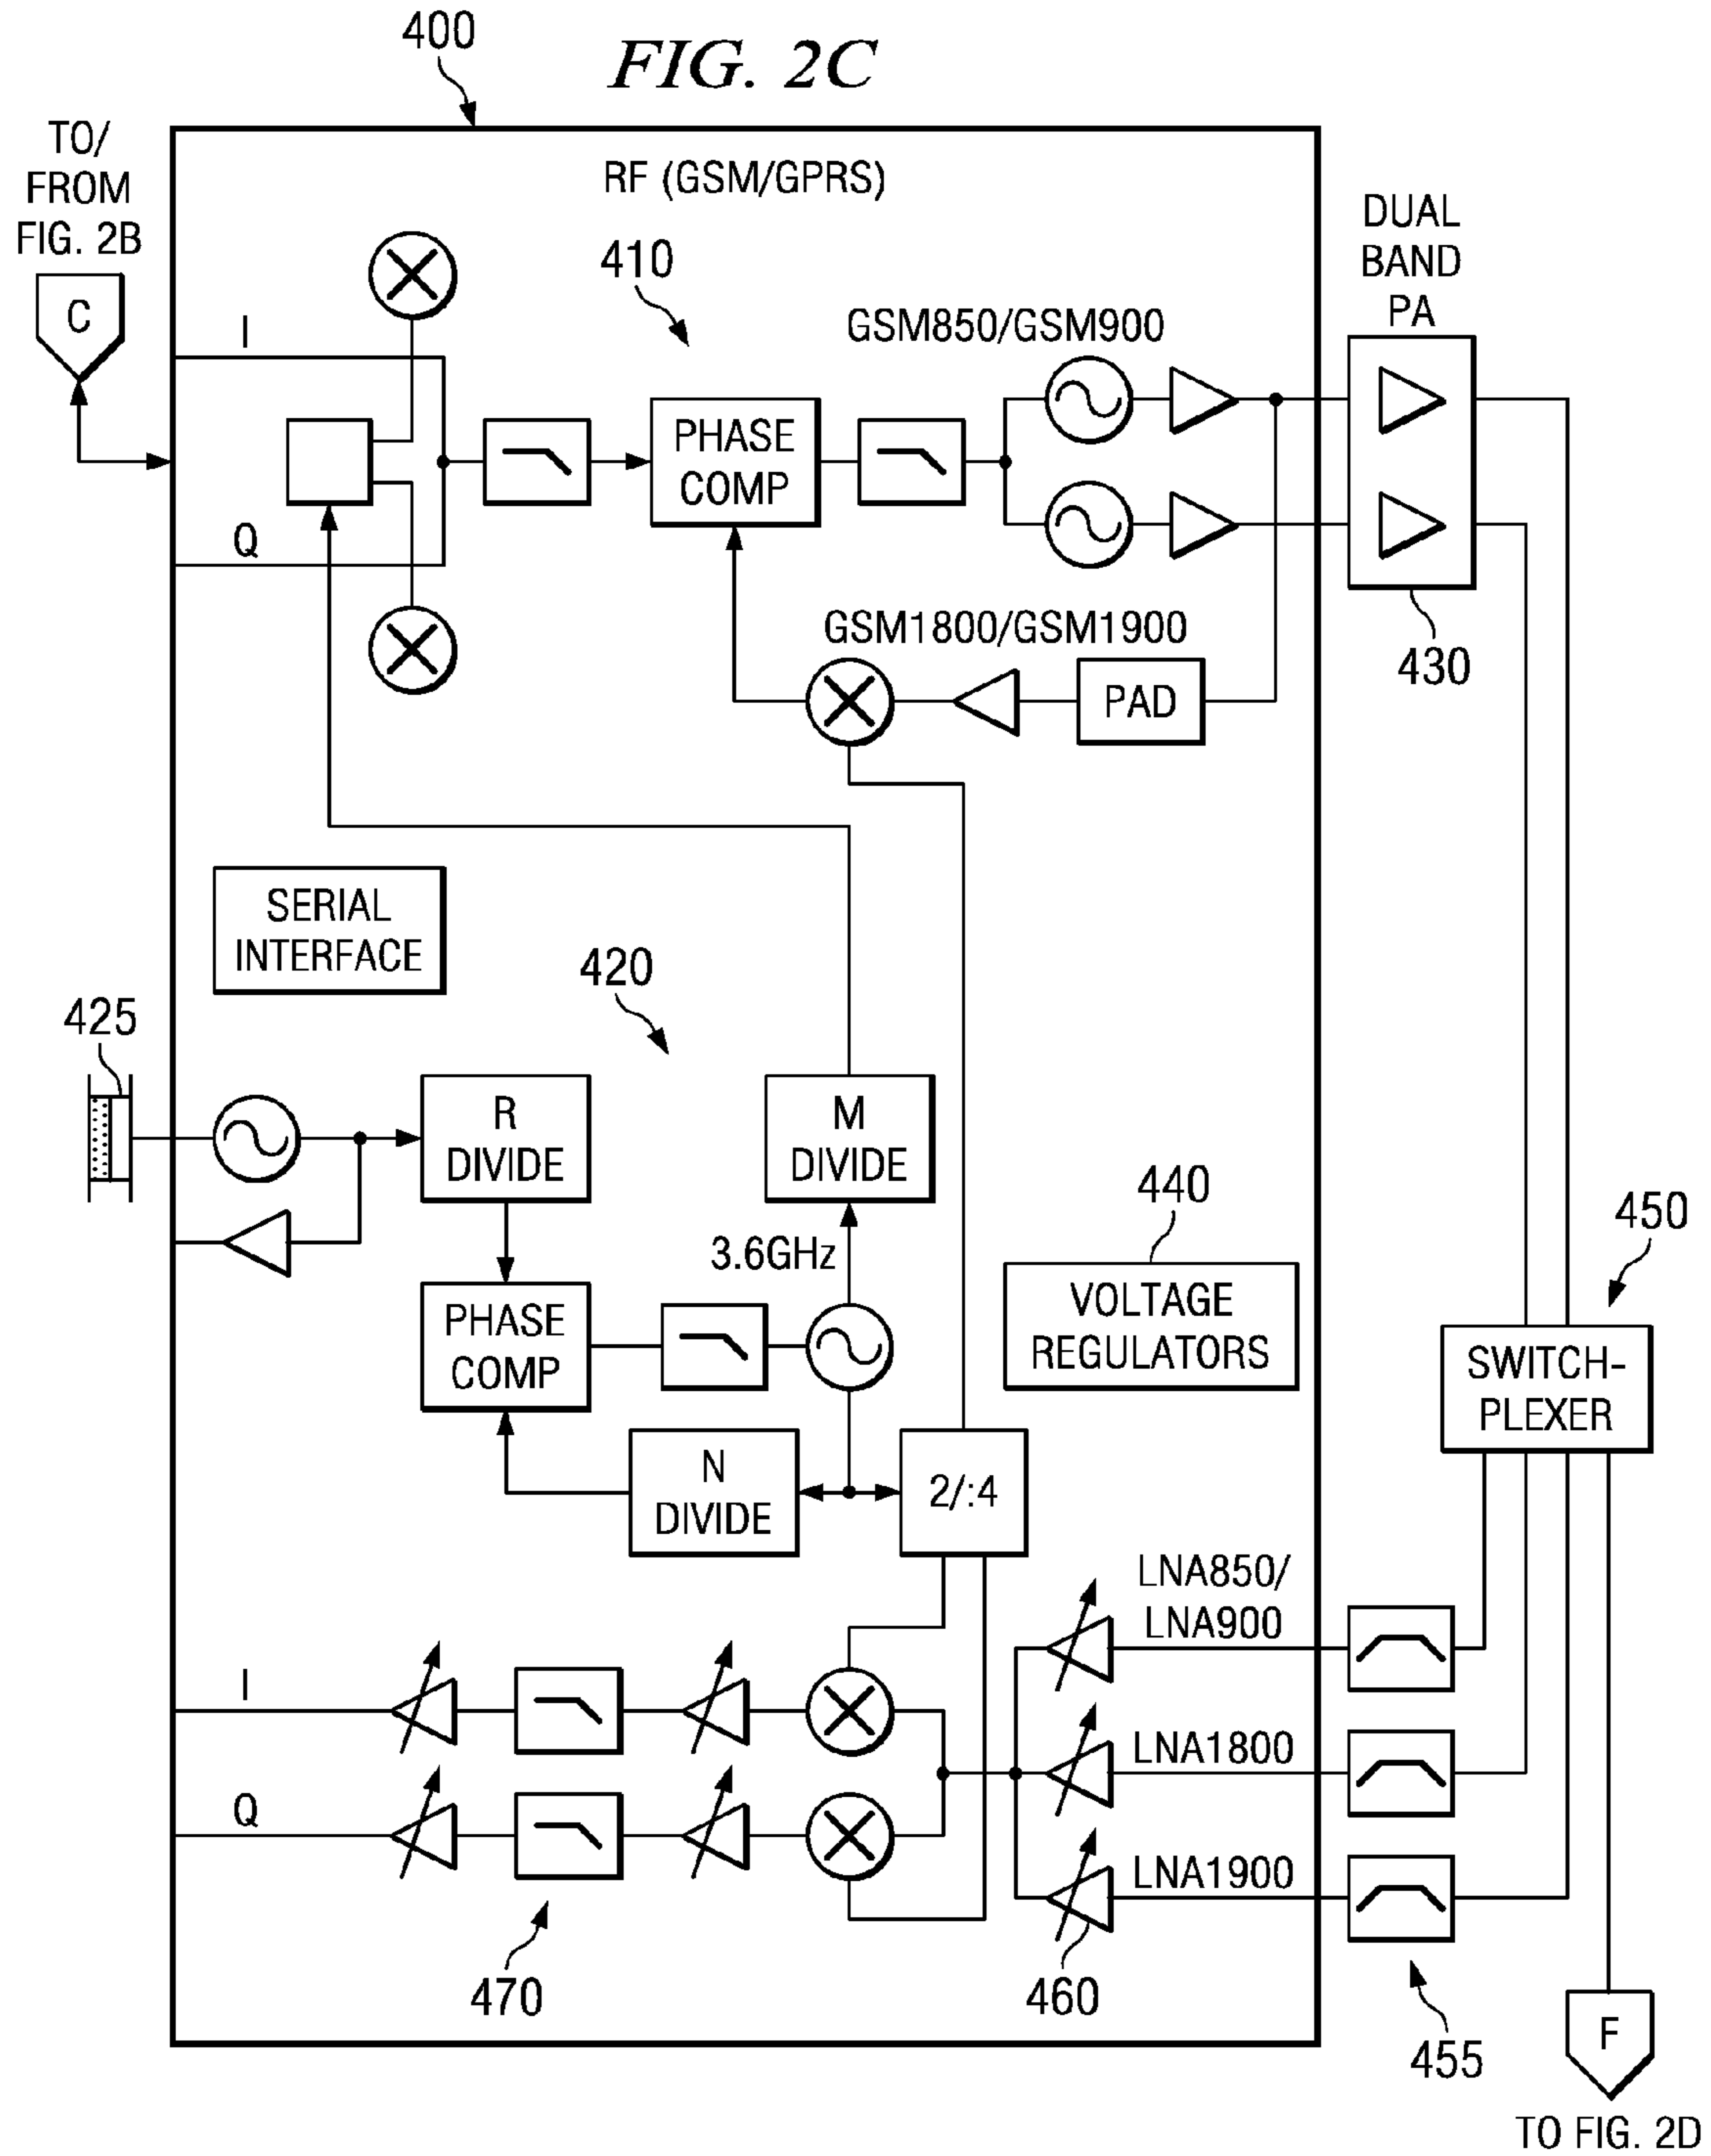 FIG. 2C
400
TO/
FROM
FIG. 2B
C
RF (GSM/GPRS)
410
DUAL
BAND
PA
I
GSM850/GSM900
PHASE
COMP
Q
GSM1800/GSM1900
430
PAD
SERIAL
INTERFACE
420
425
R
DIVIDE
M
DIVIDE
440
450
3.6GHz
PHASE
COMP
VOLTAGE
REGULATORS
SWITCH-
PLEXER
N
DIVIDE
2/:4
LNA850/
LNA900
I
LNA1800
Q
LNA1900
470
460
455
F
TO FIG. 2D